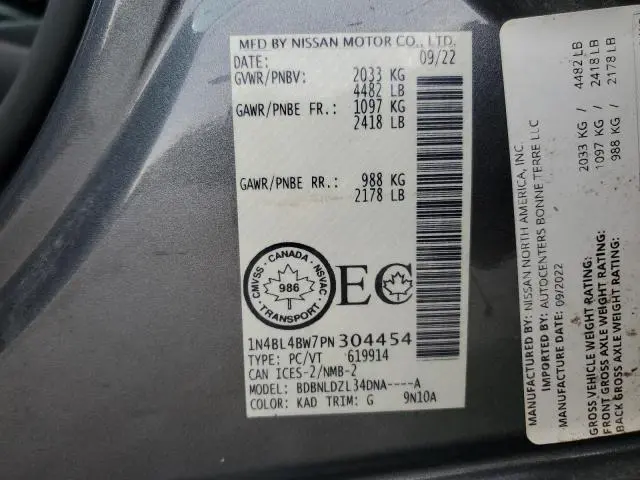 MFD BY NISSAN MOTOR CO., LTD.
DATE: 09/22
GVWR/PNBV: 2033 KG
4482 LB
GAWR/PNBE FR.: 1097 KG
2418 LB
GAWR/PNBE RR.: 988 KG
2178 LB
CMVSS · CANADA · NSVAC · TRANSPORT ·
986
EC
1N4BL4BW7PN304454
TYPE: PC/VT 619914
CAN ICES-2/NMB-2
MODEL: BDBNLDZL34DNA----A
COLOR: KAD TRIM: G 9N10A
MANUFACTURED BY: NISSAN NORTH AMERICA, INC.
IMPORTED BY: AUTOCENTERS BONNE TERRE LLC
MANUFACTURE DATE: 09/2022
GROSS VEHICLE WEIGHT RATING: 2033 KG / 4482 LB
FRONT GROSS AXLE WEIGHT RATING: 1097 KG / 2418 LB
BACK GROSS AXLE WEIGHT RATING: 988 KG / 2178 LB